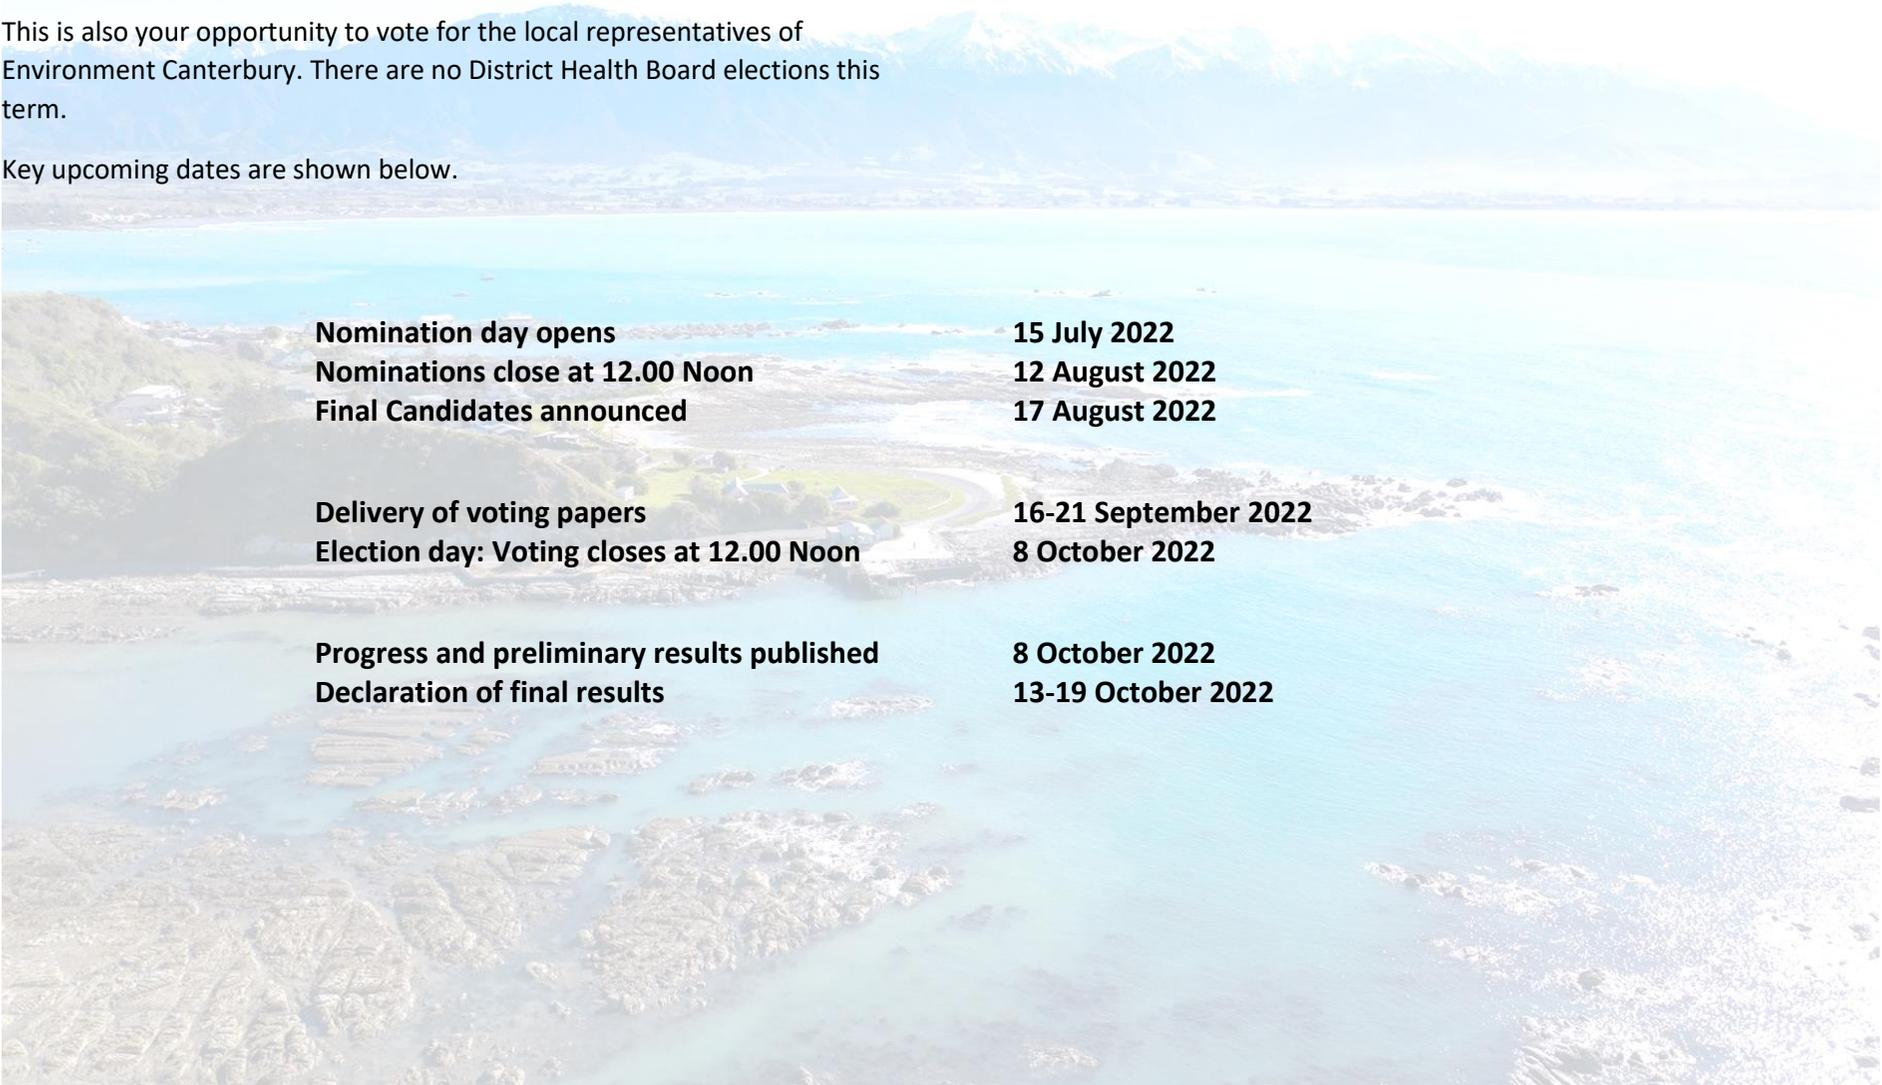 This is also your opportunity to vote for the local representatives of
Environment Canterbury. There are no District Health Board elections this
term.
Key upcoming dates are shown below.
Nomination day opens 15 July 2022
Nominations close at 12.00 Noon 12 August 2022
Final Candidates announced 17 August 2022
Delivery of voting papers 16-21 September 2022
Election day: Voting closes at 12.00 Noon 8 October 2022
Progress and preliminary results published 8 October 2022
Declaration of final results 13-19 October 2022